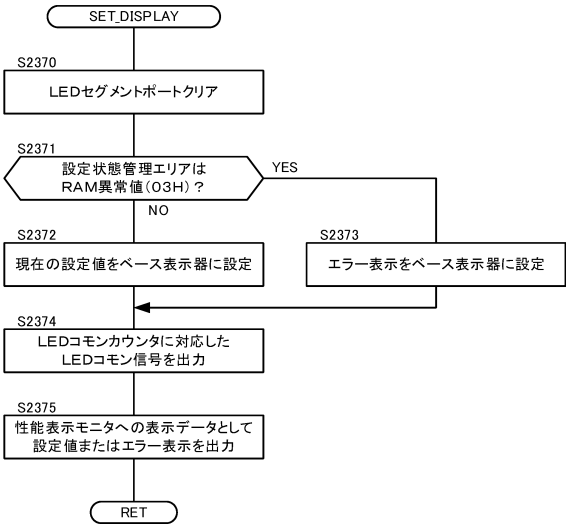 SET_DISPLAY
S2370
LEDセグメントポートクリア
S2371
設定状態管理エリアは
RAM異常値(03H)？
YES
NO
S2372
現在の設定値をベース表示器に設定
S2373
エラー表示をベース表示器に設定
S2374
LEDコモンカウンタに対応した
LEDコモン信号を出力
S2375
性能表示モニタへの表示データとして
設定値またはエラー表示を出力
RET